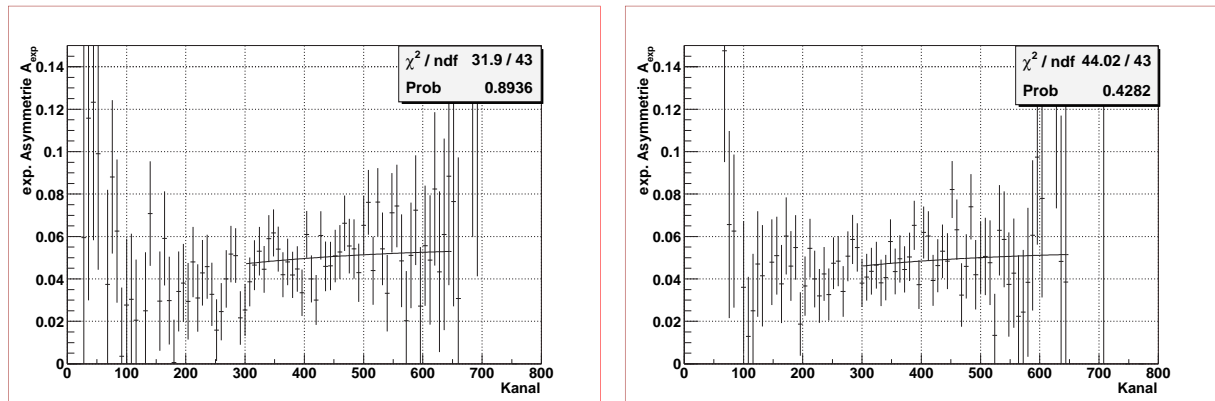 exp. Asymmetrie A_exp
0.14
0.12
0.1
0.08
0.06
0.04
0.02
0
χ² / ndf 31.9 / 43
Prob 0.8936
0 100 200 300 400 500 600 700 800
Kanal
exp. Asymmetrie A_exp
0.14
0.12
0.1
0.08
0.06
0.04
0.02
0
χ² / ndf 44.02 / 43
Prob 0.4282
0 100 200 300 400 500 600 700 800
Kanal